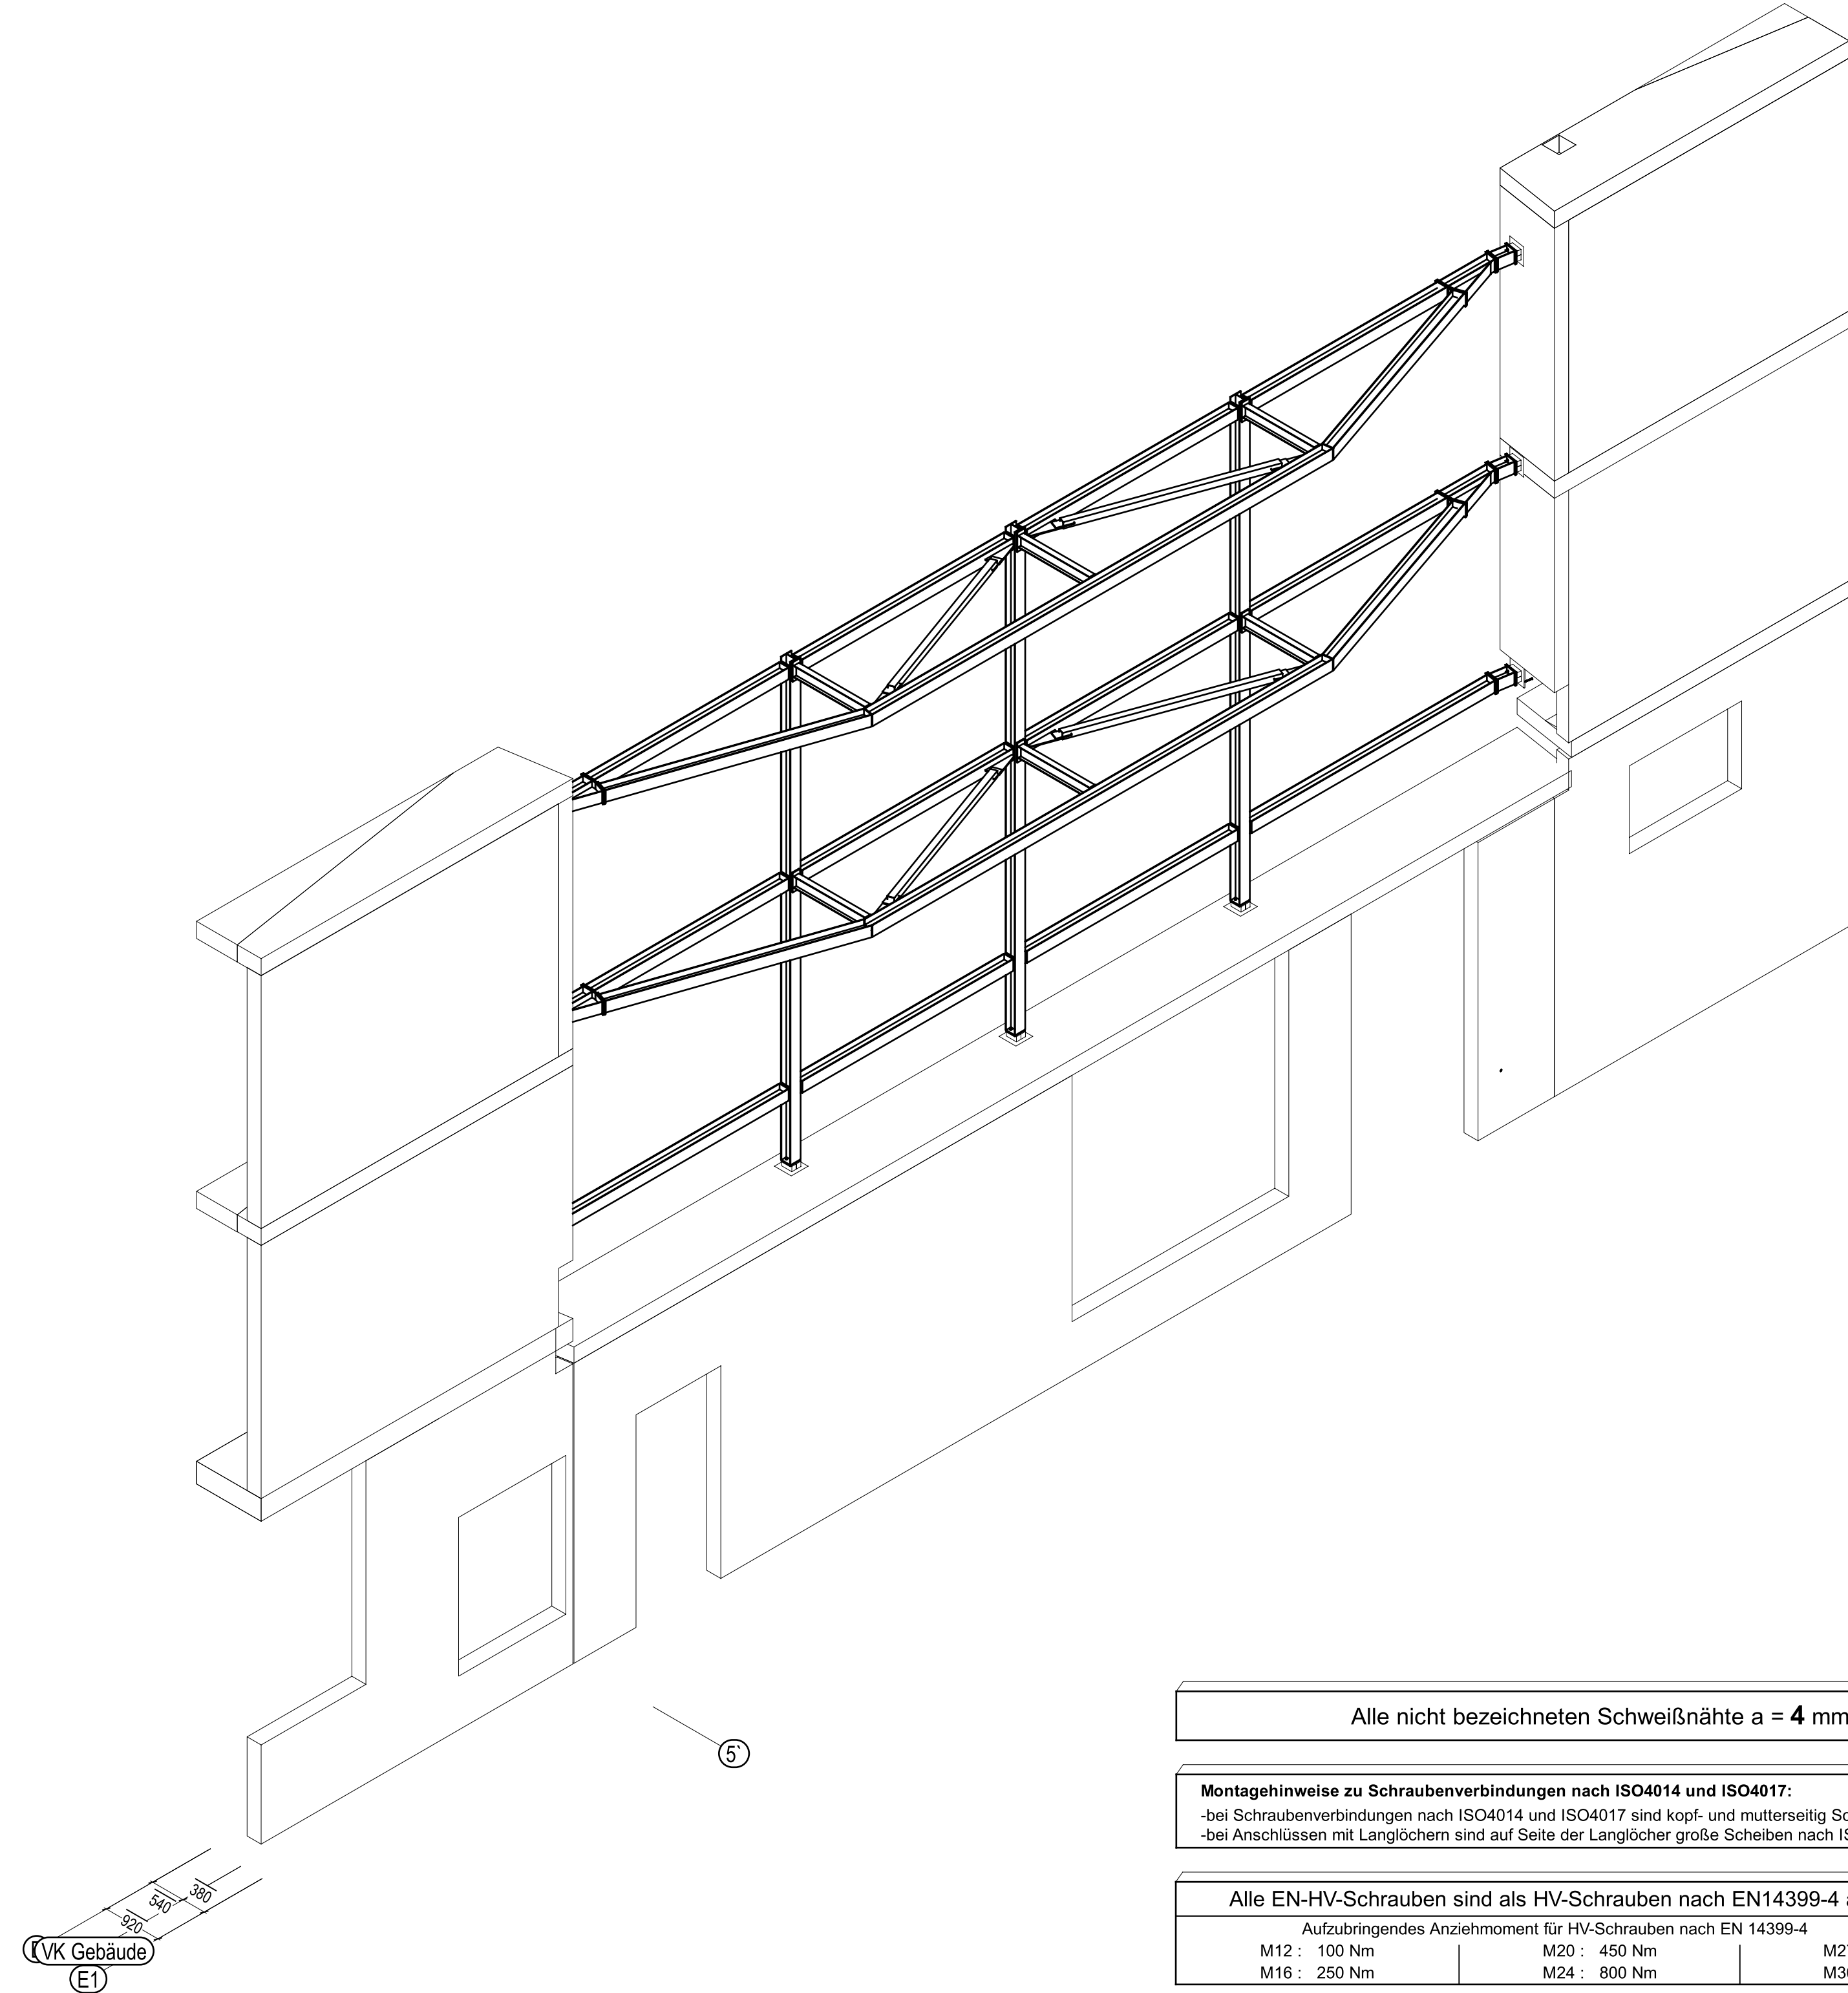 Alle nicht bezeichneten Schweißnähte a = 4 mm
Montagehinweise zu Schraubenverbindungen nach ISO4014 und ISO4017:
-bei Schraubenverbindungen nach ISO4014 und ISO4017 sind kopf- und mutterseitig
-bei Anschlüssen mit Langlöchern sind auf Seite der Langlöcher große Scheiben nach
Alle EN-HV-Schrauben sind als HV-Schrauben nach EN14399-4
Aufzubringendes Anziehmoment für HV-Schrauben nach EN 14399-4
M12 : 100 Nm M20 : 450 Nm
M16 : 250 Nm M24 : 800 Nm
5`
380
540
920
VK Gebäude
E1